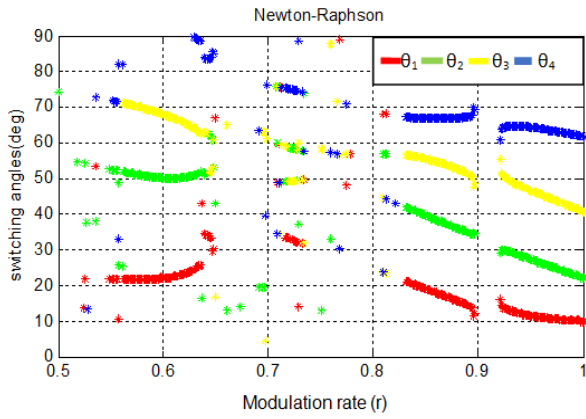 Newton-Raphson
90
80
70
60
50
40
30
20
10
0
switching angles(deg)
θ1 θ2 θ3 θ4
0.5 0.6 0.7 0.8 0.9 1
Modulation rate (r)